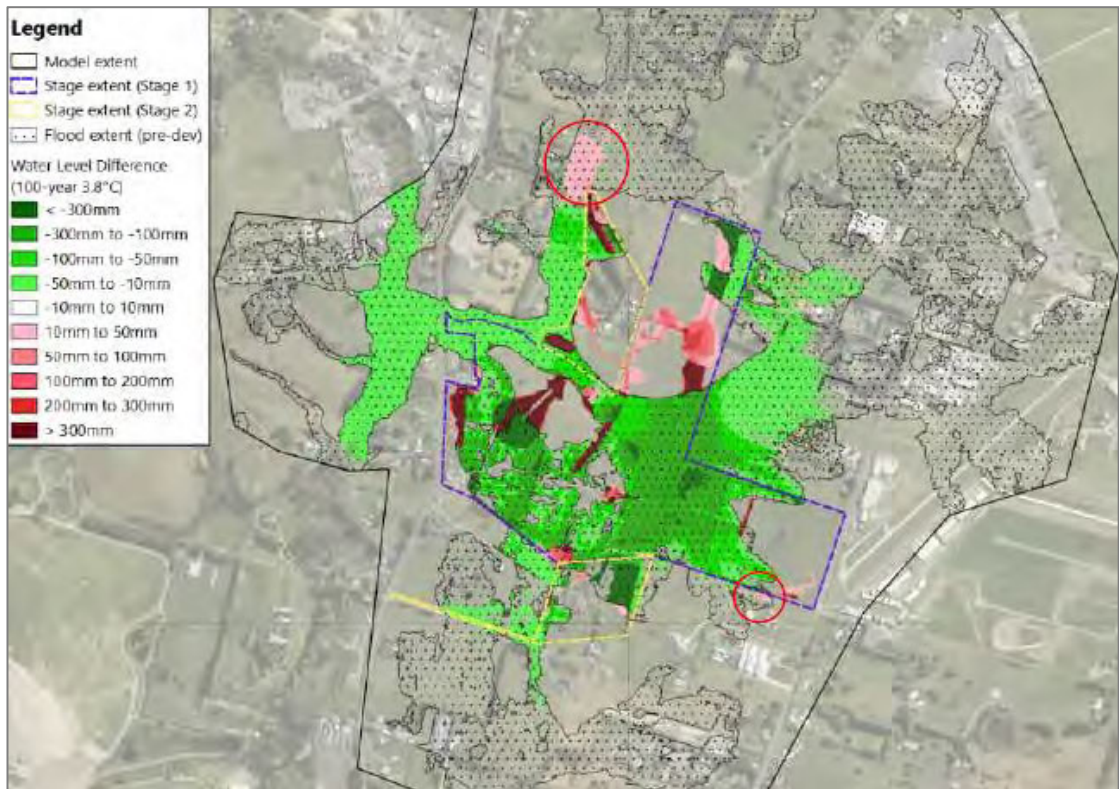 Legend
Model extent
Stage extent (Stage 1)
Stage extent (Stage 2)
Flood extent (pre-dev)
Water Level Difference
(100-year 3.8°C)
< -300mm
-300mm to -100mm
-100mm to -50mm
-50mm to -10mm
-10mm to 10mm
10mm to 50mm
50mm to 100mm
100mm to 200mm
200mm to 300mm
> 300mm